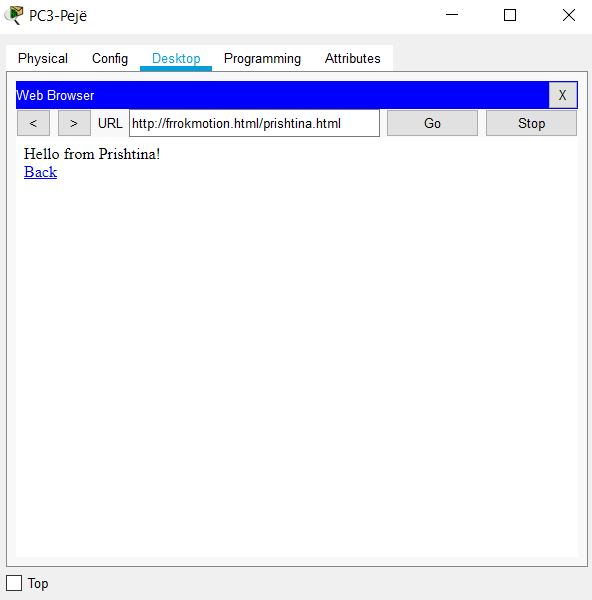 PC3-Pejë
Physical Config Desktop Programming Attributes
Web Browser X
< > URL http://frrokmotion.html/prishtina.html Go Stop
Hello from Prishtina!
Back
Top